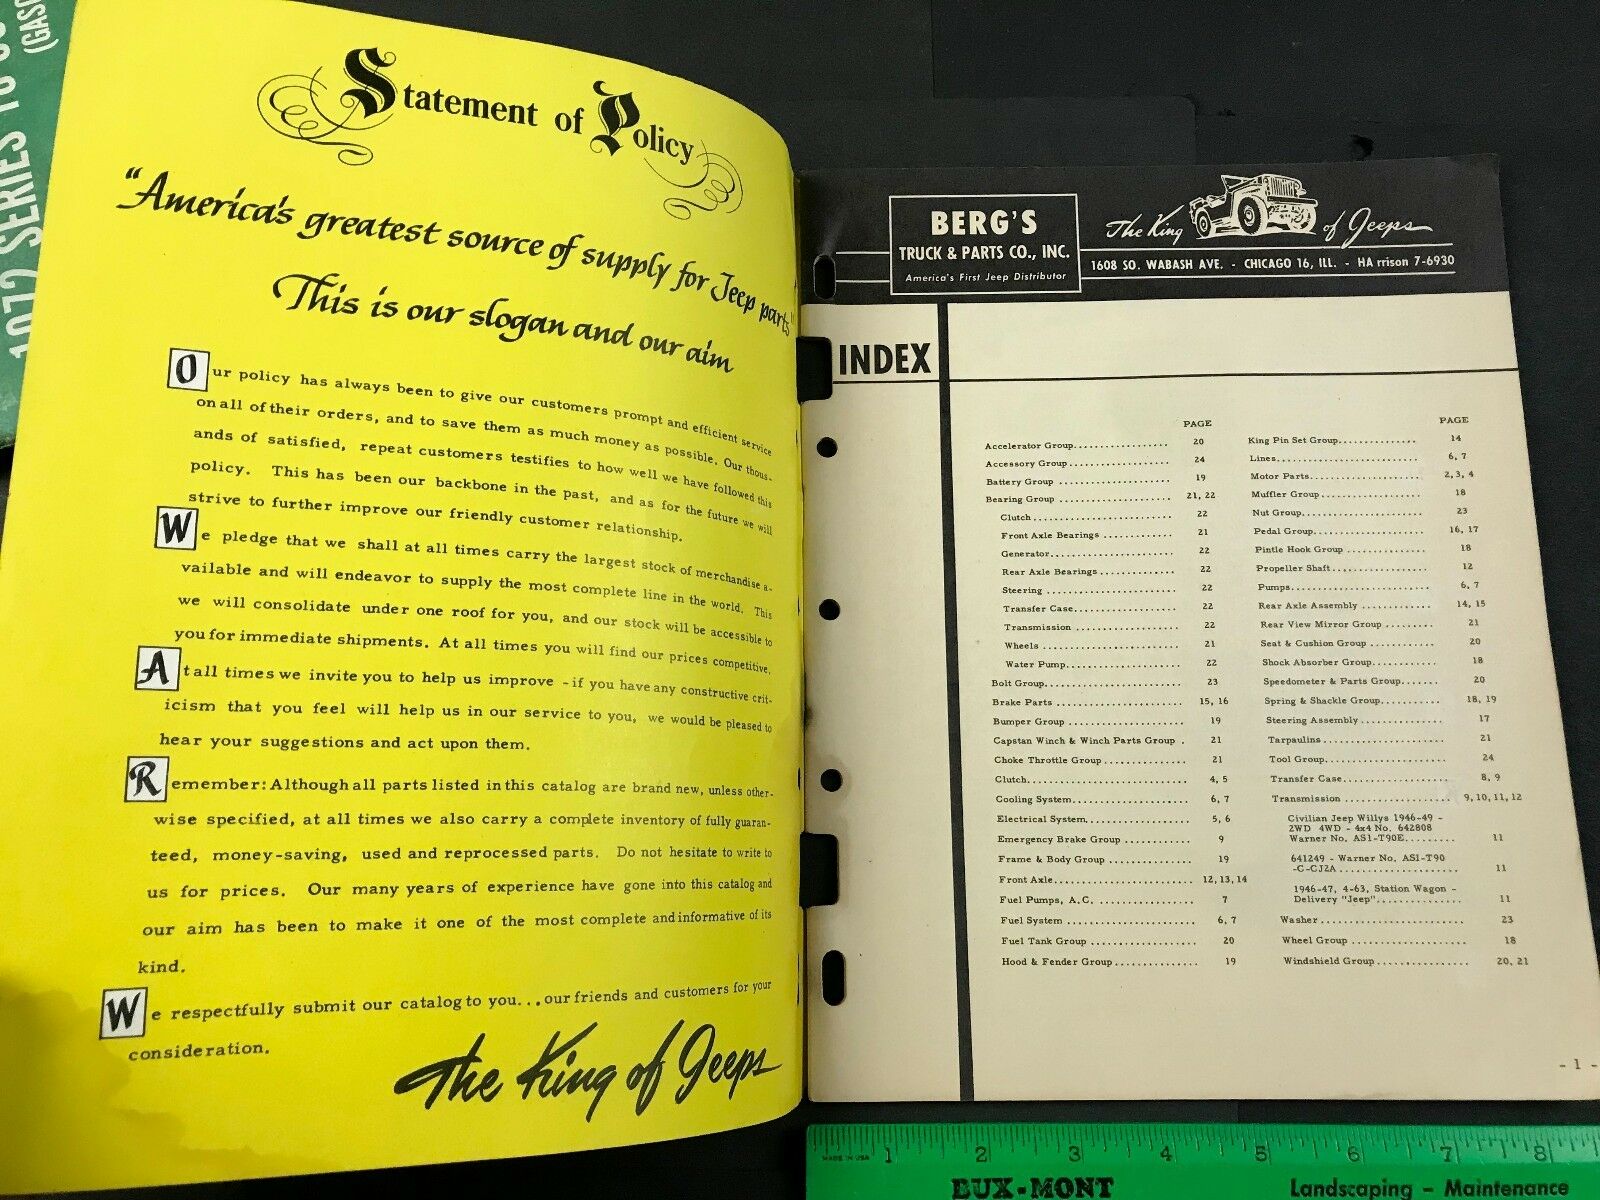 1072 SERIES TO
(GASO
Statement of Policy
"America's greatest source of supply for Jeep parts"
This is our slogan and our aim
Our policy has always been to give our customers prompt and efficient service
on all of their orders, and to save them as much money as possible. Our thous-
ands of satisfied, repeat customers testifies to how well we have followed this
policy. This has been our backbone in the past, and as for the future we will
strive to further improve our friendly customer relationship.
We pledge that we shall at all times carry the largest stock of merchandise a-
vailable and will endeavor to supply the most complete line in the world. This
we will consolidate under one roof for you, and our stock will be accessible to
you for immediate shipments. At all times you will find our prices competitive.
At all times we invite you to help us improve - if you have any constructive crit-
icism that you feel will help us in our service to you, we would be pleased to
hear your suggestions and act upon them.
Remember: Although all parts listed in this catalog are brand new, unless other-
wise specified, at all times we also carry a complete inventory of fully guaran-
teed, money-saving, used and reprocessed parts. Do not hesitate to write to
us for prices. Our many years of experience have gone into this catalog and
our aim has been to make it one of the most complete and informative of its
kind.
We respectfully submit our catalog to you...our friends and customers for your
consideration.
The King of Jeeps
BERG'S
TRUCK & PARTS CO., INC.
America's First Jeep Distributor
The King of Jeeps
1608 SO. WABASH AVE. - CHICAGO 16, ILL. - HA rrison 7-6930
INDEX
PAGE
Accelerator Group................... 20
Accessory Group.................... 24
Battery Group ................... 19
Bearing Group ..................... 21, 22
Clutch............................ 22
Front Axle Bearings .............. 21
Generator........................ 22
Rear Axle Bearings............... 22
Steering .......................... 22
Transfer Case.................... 22
Transmission .................... 22
Wheels .......................... 21
Water Pump...................... 22
Bolt Group......................... 23
Brake Parts ....................... 15, 16
Bumper Group .................... 19
Capstan Winch & Winch Parts Group . 21
Choke Throttle Group .............. 21
Clutch.............................. 4, 5
Cooling System..................... 6, 7
Electrical System.................. 5, 6
Emergency Brake Group ........... 9
Frame & Body Group .............. 19
Front Axle......................... 12, 13, 14
Fuel Pumps, A.C. ................. 7
Fuel System ....................... 6, 7
Fuel Tank Group .................. 20
Hood & Fender Group.............. 19
PAGE
King Pin Set Group............... 14
Lines............................. 6, 7
Motor Parts...................... 2, 3, 4
Muffler Group ................... 18
Nut Group........................ 23
Pedal Group...................... 16, 17
Pintle Hook Group ............... 18
Propeller Shaft................... 12
Pumps............................ 6, 7
Rear Axle Assembly ............. 14, 15
Rear View Mirror Group ......... 21
Seat & Cushion Group ............ 20
Shock Absorber Group............ 18
Speedometer & Parts Group....... 20
Spring & Shackle Group........... 18, 19
Steering Assembly ............... 17
Tarpaulins....................... 21
Tool Group....................... 24
Transfer Case.................... 8, 9
Transmission .................... 9, 10, 11, 12
Civilian Jeep Willys 1946-49 -
2WD 4WD - 4x4 No. 642808
Warner No. AS1-T90E.......... 11
641249 - Warner No. AS1-T90
-C-CJ2A .................... 11
1946-47, 4-63, Station Wagon -
Delivery "Jeep"............... 11
Washer........................... 23
Wheel Group ..................... 18
Windshield Group................. 20, 21
- 1 -
MADE IN USA 1 2 3 4 5 6 7 8
BUX-MONT
Landscaping - Maintenance